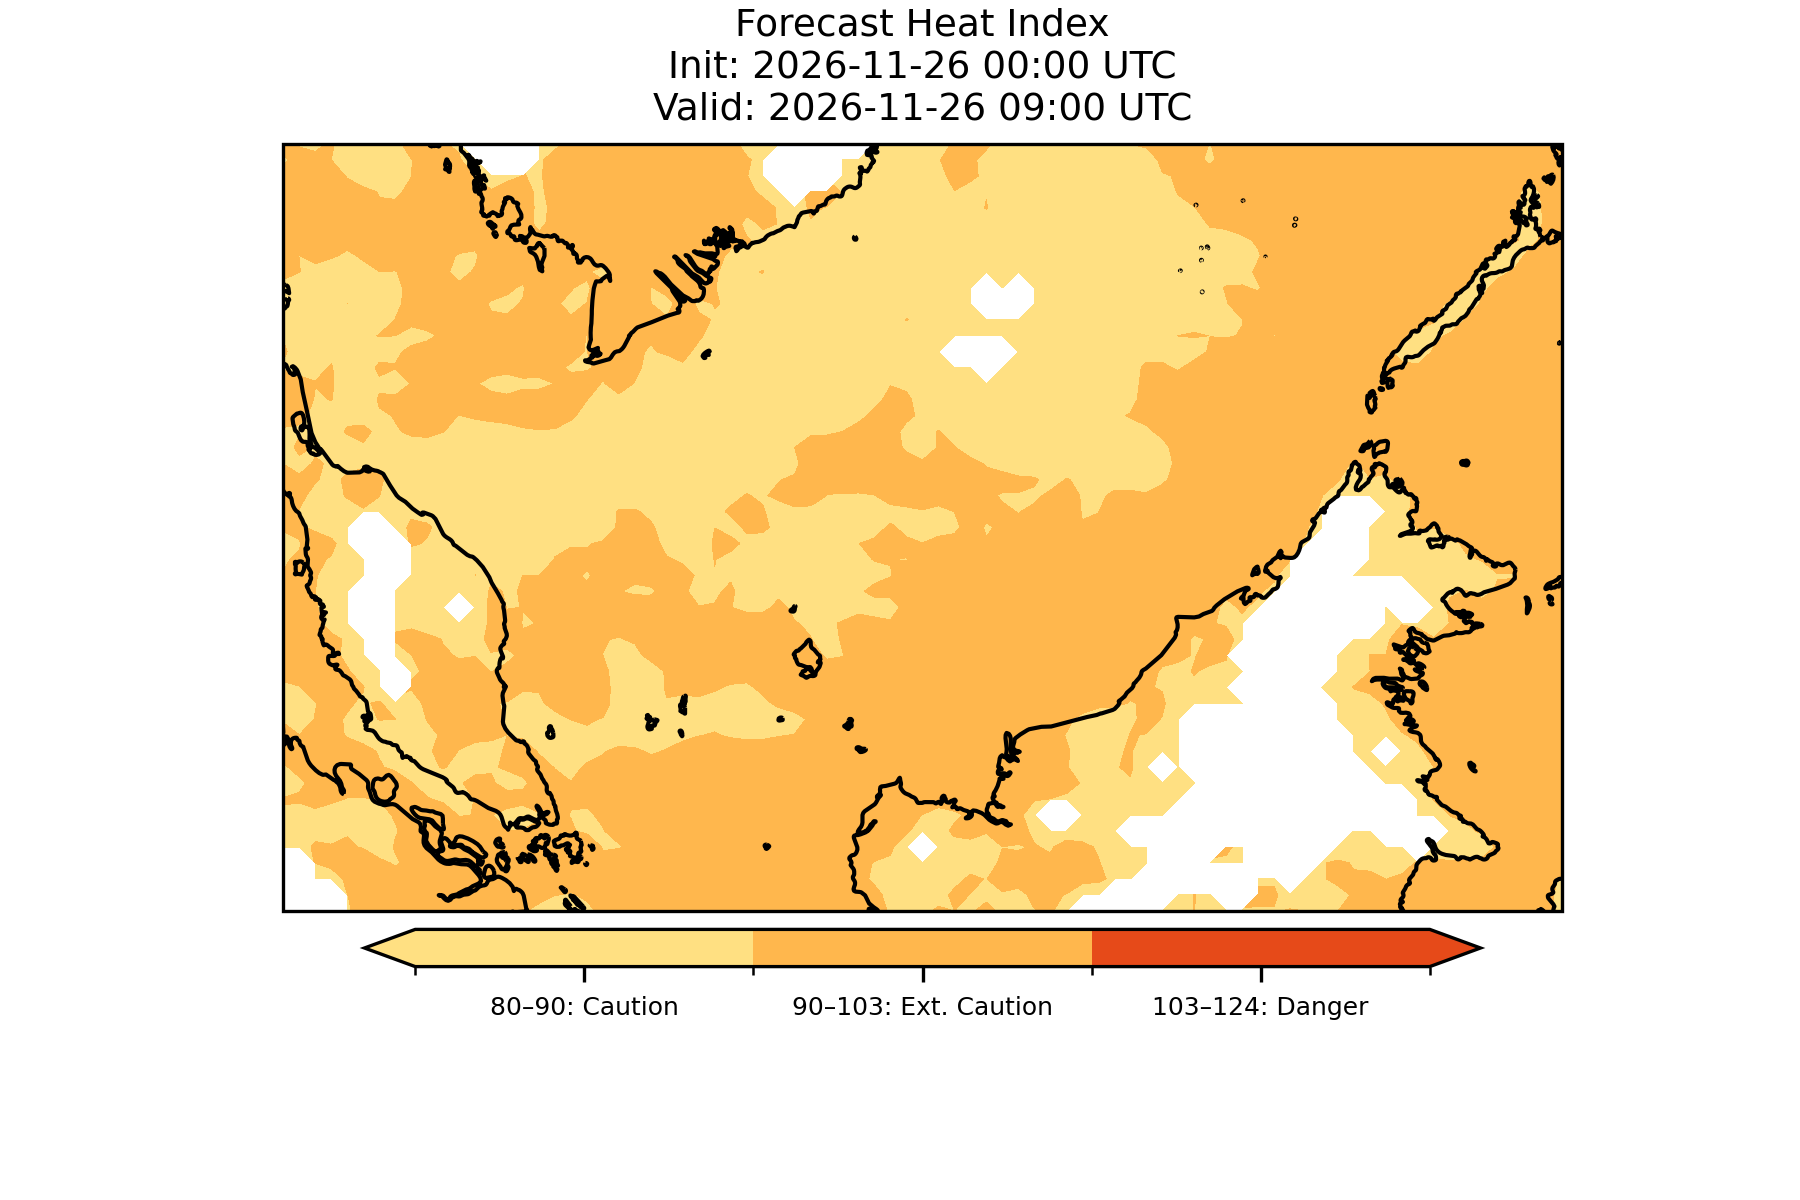 Forecast Heat Index
Init: 2026-11-26 00:00 UTC
Valid: 2026-11-26 09:00 UTC
80–90: Caution
90–103: Ext. Caution
103–124: Danger